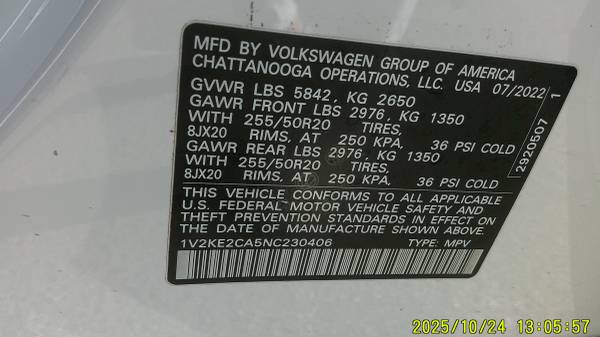 MFD BY VOLKSWAGEN GROUP OF AMERICA
CHATTANOOGA OPERATIONS, LLC. USA 07/2022
GVWR LBS 5842, KG 2650
GAWR FRONT LBS 2976, KG 1350
WITH 255/50R20 TIRES,
8JX20 RIMS, AT 250 KPA, 36 PSI COLD
GAWR REAR LBS 2976, KG 1350
WITH 255/50R20 TIRES,
8JX20 RIMS, AT 250 KPA, 36 PSI COLD
THIS VEHICLE CONFORMS TO ALL APPLICABLE
U.S. FEDERAL MOTOR VEHICLE SAFETY AND
THEFT PREVENTION STANDARDS IN EFFECT ON
THE DATE OF MANUFACTURE SHOWN ABOVE.
1V2KE2CA5NC230406 TYPE: MPV
2920507 1
2025/10/24 13:05:57